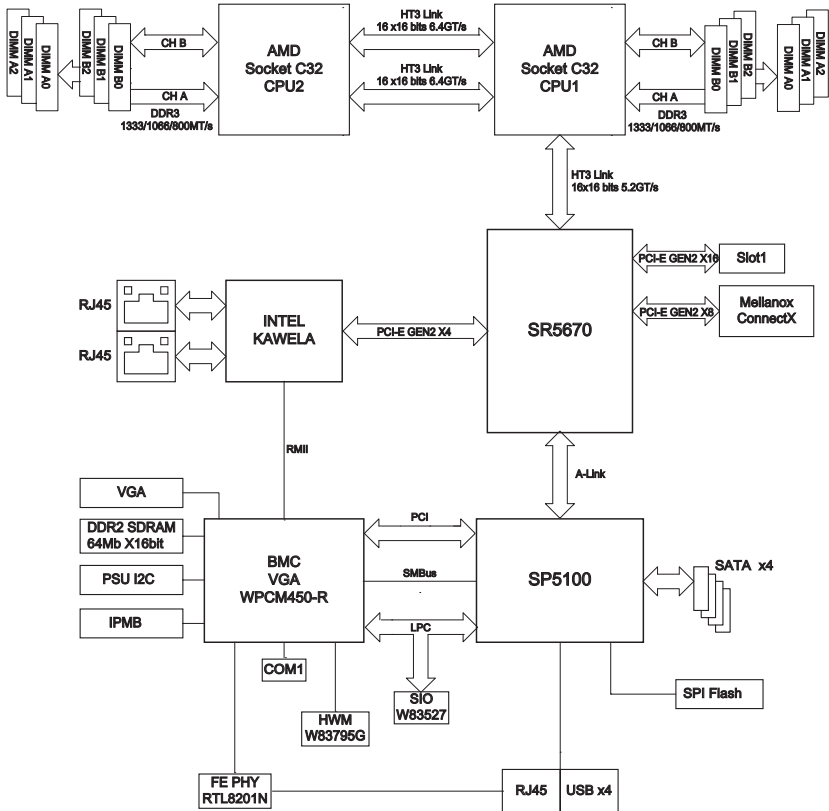 DIMM A2
DIMM A1
DIMM A0
DIMM B2
DIMM B1
DIMM B0
CH B
CH A
DDR3
1333/1066/800MT/s
AMD
Socket C32
CPU2
HT3 Link
16 x16 bits 6.4GT/s
HT3 Link
16 x16 bits 6.4GT/s
AMD
Socket C32
CPU1
CH B
CH A
DDR3
1333/1066/800MT/s
DIMM B0
DIMM B1
DIMM B2
DIMM A0
DIMM A1
DIMM A2
HT3 Link
16x16 bits 5.2GT/s
RJ45
RJ45
INTEL
KAWELA
PCI-E GEN2 X4
SR5670
PCI-E GEN2 X16
Slot1
PCI-E GEN2 X8
Mellanox
ConnectX
RMII
A-Link
VGA
DDR2 SDRAM
64Mb X16bit
PSU I2C
IPMB
BMC
VGA
WPCM450-R
PCI
SMBus
LPC
SP5100
SATA x4
COM1
HWM
W83795G
SIO
W83527
SPI Flash
FE PHY
RTL8201N
RJ45
USB x4